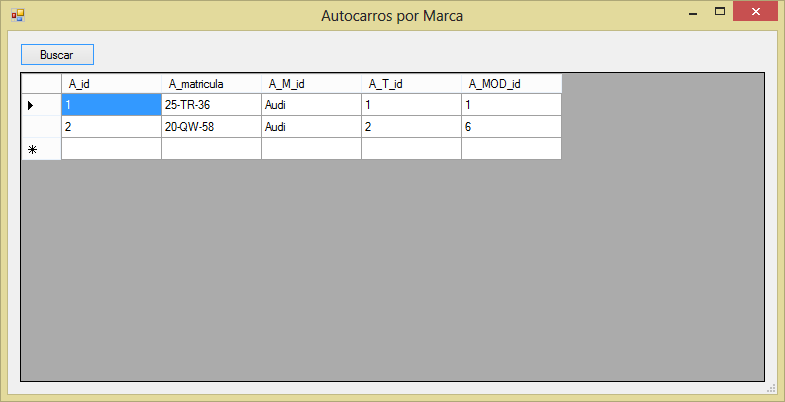 Autocarros por Marca
Buscar
A_id A_matricula A_M_id A_T_id A_MOD_id
1 25-TR-36 Audi 1 1
2 20-QW-58 Audi 2 6